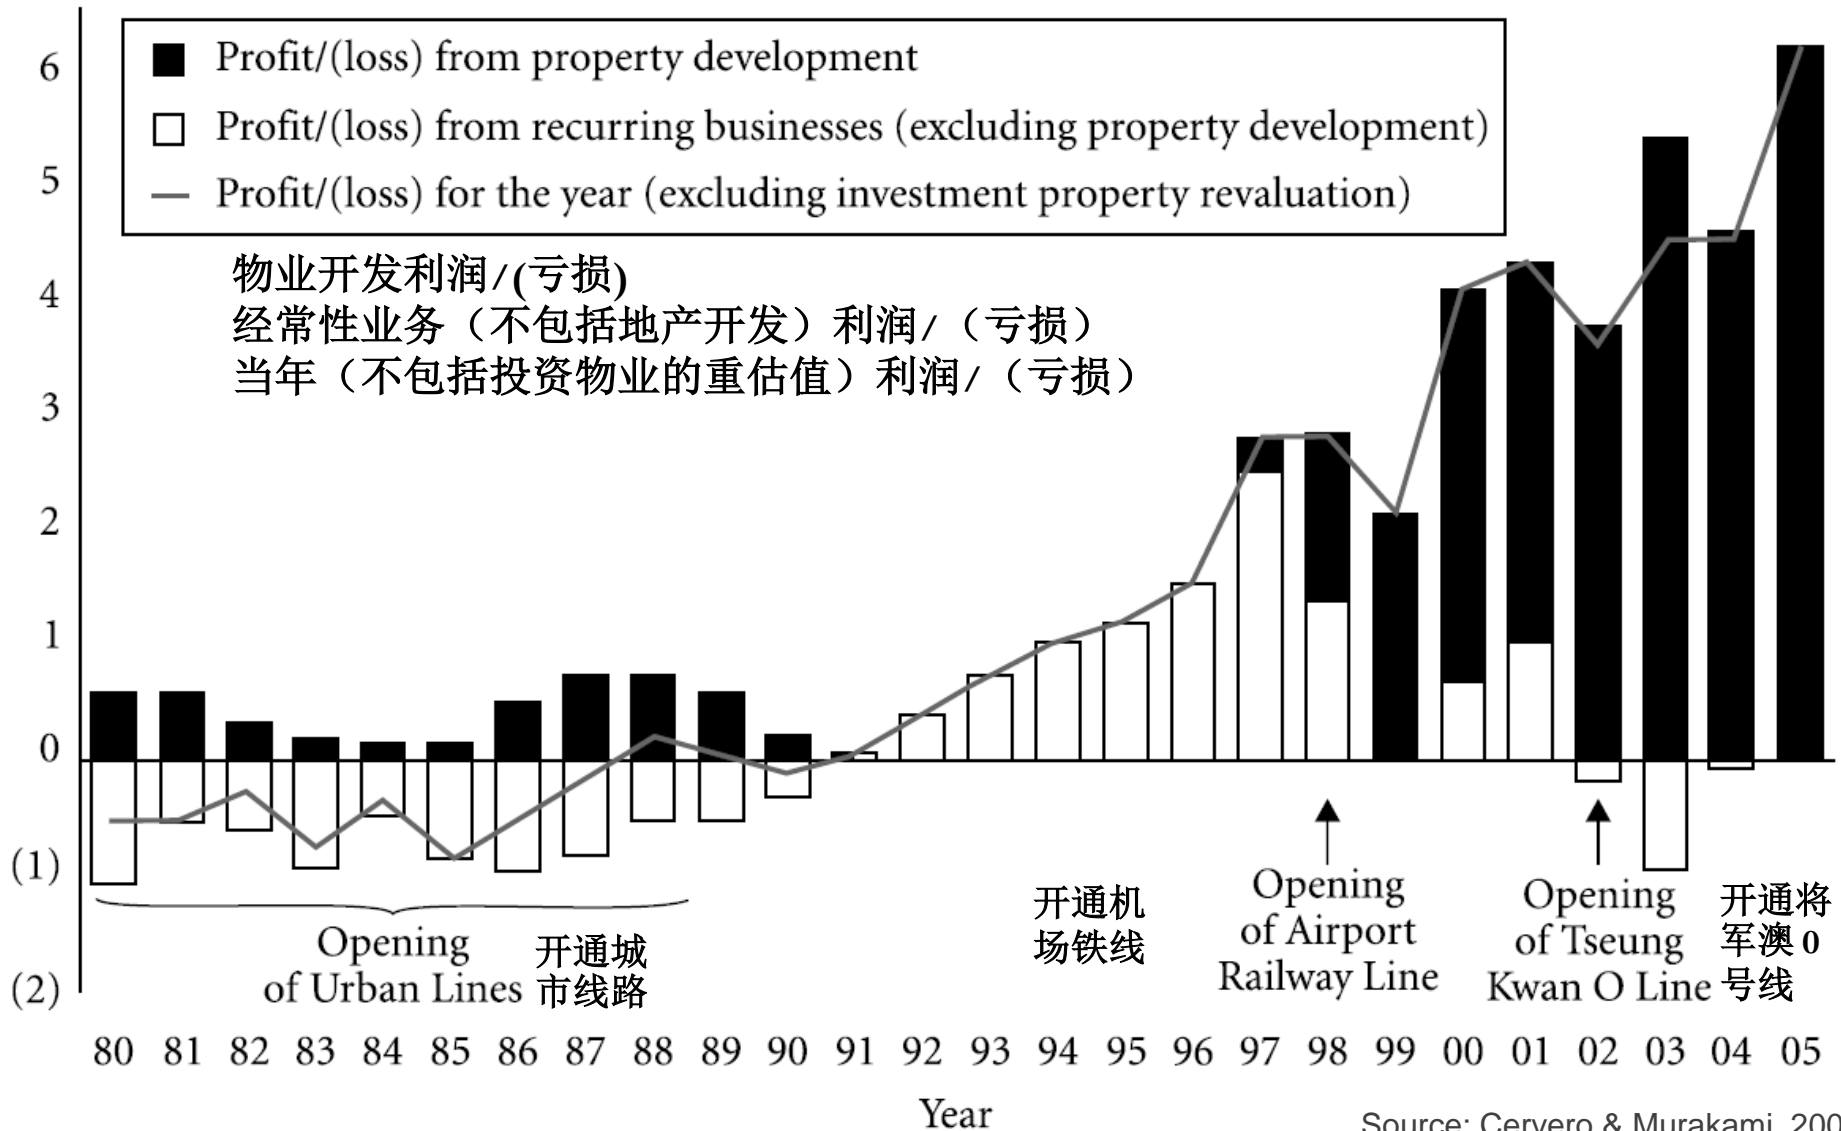 6
5
4
3
2
1
0
(1)
(2)
Profit/(loss) from property development
Profit/(loss) from recurring businesses (excluding property development)
Profit/(loss) for the year (excluding investment property revaluation)
物业开发利润/(亏损)
经常性业务（不包括地产开发）利润/（亏损）
当年（不包括投资物业的重估值）利润/（亏损）
Opening
of Urban Lines
开通城
市线路
开通机
场铁线
Opening
of Airport
Railway Line
Opening
of Tseung
Kwan O Line
开通将
军澳0
号线
80 81 82 83 84 85 86 87 88 89 90 91 92 93 94 95 96 97 98 99 00 01 02 03 04 05
Year
Source: Cervero & Murakami, 200